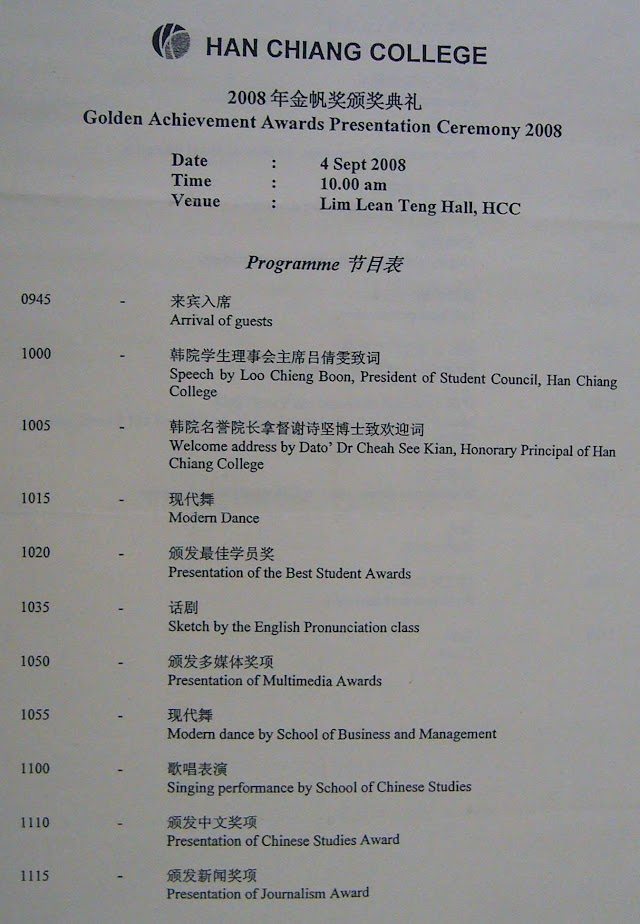 HAN CHIANG COLLEGE
2008年金帆奖颁奖典礼
Golden Achievement Awards Presentation Ceremony 2008
Date : 4 Sept 2008
Time : 10.00 am
Venue : Lim Lean Teng Hall, HCC
Programme 节目表
0945 - 来宾入席
Arrival of guests
1000 - 韩院学生理事会主席吕倩雯致词
Speech by Loo Chieng Boon, President of Student Council, Han Chiang
College
1005 - 韩院名誉院长拿督谢诗坚博士致欢迎词
Welcome address by Dato' Dr Cheah See Kian, Honorary Principal of Han
Chiang College
1015 - 现代舞
Modern Dance
1020 - 颁发最佳学员奖
Presentation of the Best Student Awards
1035 - 话剧
Sketch by the English Pronunciation class
1050 - 颁发多媒体奖项
Presentation of Multimedia Awards
1055 - 现代舞
Modern dance by School of Business and Management
1100 - 歌唱表演
Singing performance by School of Chinese Studies
1110 - 颁发中文奖项
Presentation of Chinese Studies Award
1115 - 颁发新闻奖项
Presentation of Journalism Award